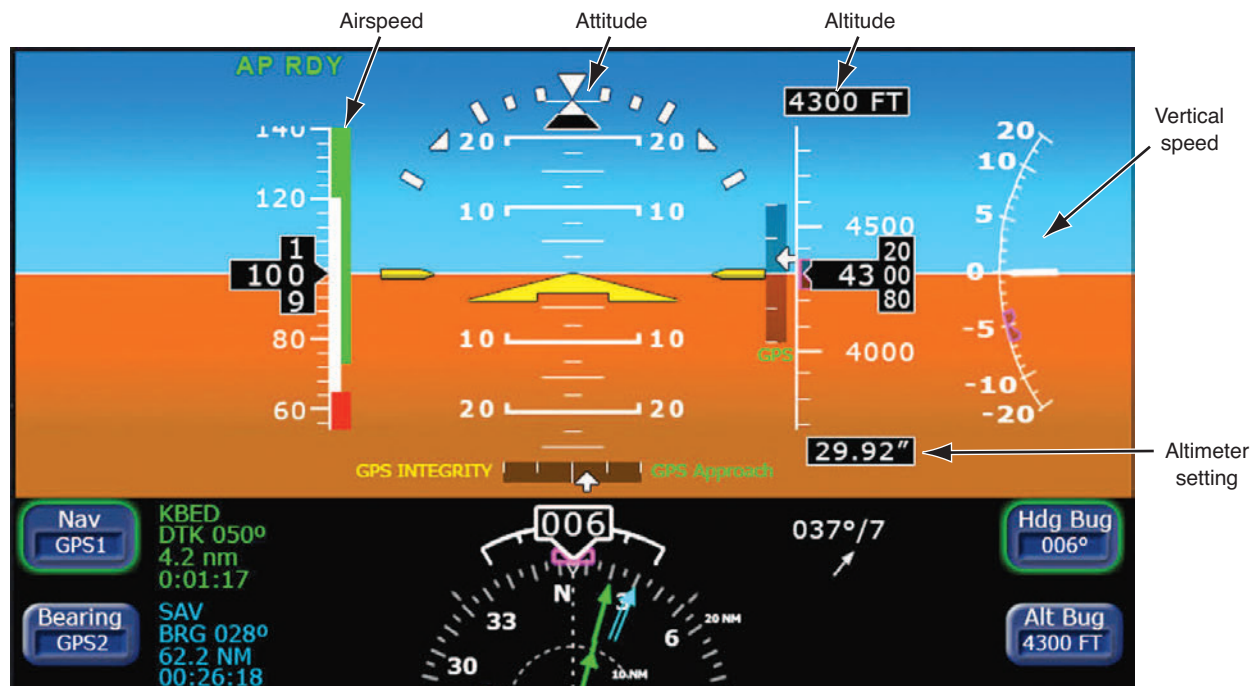 Airspeed
Attitude
Altitude
Vertical
speed
Altimeter
setting
AP RDY
4300 FT
140
120
100
1
9
80
60
20 20
10 10
10 10
20 20
4500
43 00
20
80
4000
GPS
20
10
5
0
-5
-10
-20
29.92"
GPS INTEGRITY
GPS Approach
Nav
GPS1
KBED
DTK 050º
4.2 nm
0:01:17
Bearing
GPS2
SAV
BRG 028º
62.2 NM
00:26:18
006
N
3
33
6
30
20 NM
10 NM
037°/7
Hdg Bug
006°
Alt Bug
4300 FT